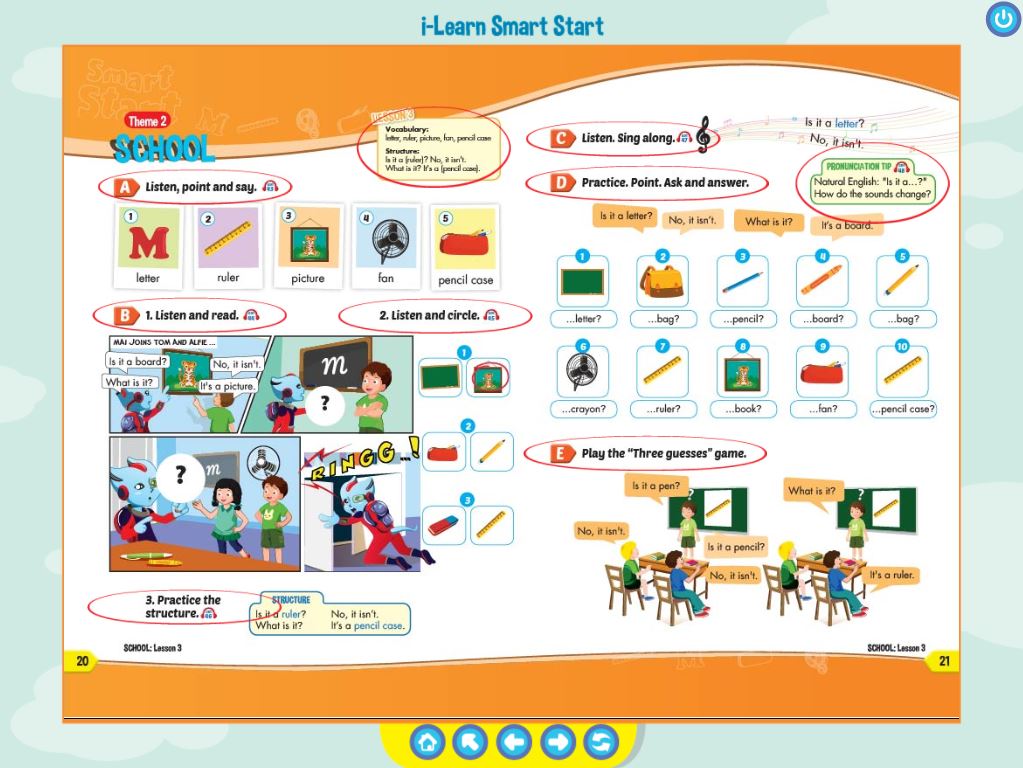 i-Learn Smart Start
Smart
Start
Theme 2
SCHOOL
LESSON 3
Vocabulary:
letter, ruler, picture, fan, pencil case
Structure:
Is it a (ruler)? No, it isn't.
What is it? It's a (pencil case).
A Listen, point and say.
1
M
letter
2
ruler
3
picture
4
fan
5
pencil case
B 1. Listen and read.
MAI JOINS TOM AND ALFIE ...
Is it a board?
No, it isn't.
What is it?
It's a picture.
m
?
?
m
RINGG...!
2. Listen and circle.
1
2
3
3. Practice the
structure.
STRUCTURE
Is it a ruler? No, it isn't.
What is it? It's a pencil case.
SCHOOL: Lesson 3
20
C Listen. Sing along.
Is it a letter?
No, it isn't.
PRONUNCIATION TIP
Natural English: "Is it a...?"
How do the sounds change?
D Practice. Point. Ask and answer.
Is it a letter?
No, it isn't.
What is it?
It's a board.
1
2
3
4
5
...letter?
...bag?
...pencil?
...board?
...bag?
6
7
8
9
10
...crayon?
...ruler?
...book?
...fan?
...pencil case?
E Play the "Three guesses" game.
Is it a pen?
?
No, it isn't.
Is it a pencil?
No, it isn't.
What is it?
?
It's a ruler.
SCHOOL: Lesson 3
21